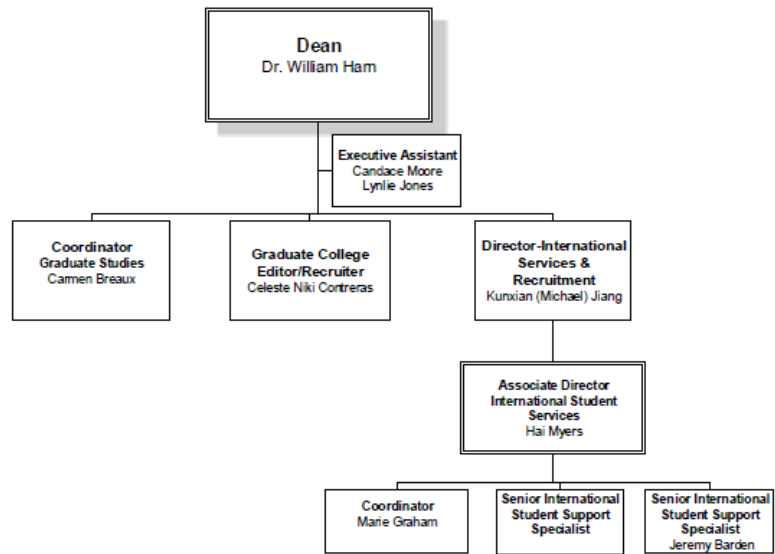 Dean
Dr. William Harn
Executive Assistant
Candace Moore
Lynlie Jones
Coordinator
Graduate Studies
Carmen Breaux
Graduate College
Editor/Recruiter
Celeste Niki Contreras
Director-International
Services &
Recruitment
Kunxian (Michael) Jiang
Associate Director
International Student
Services
Hai Myers
Coordinator
Marie Graham
Senior International
Student Support
Specialist
Senior International
Student Support
Specialist
Jeremy Barden